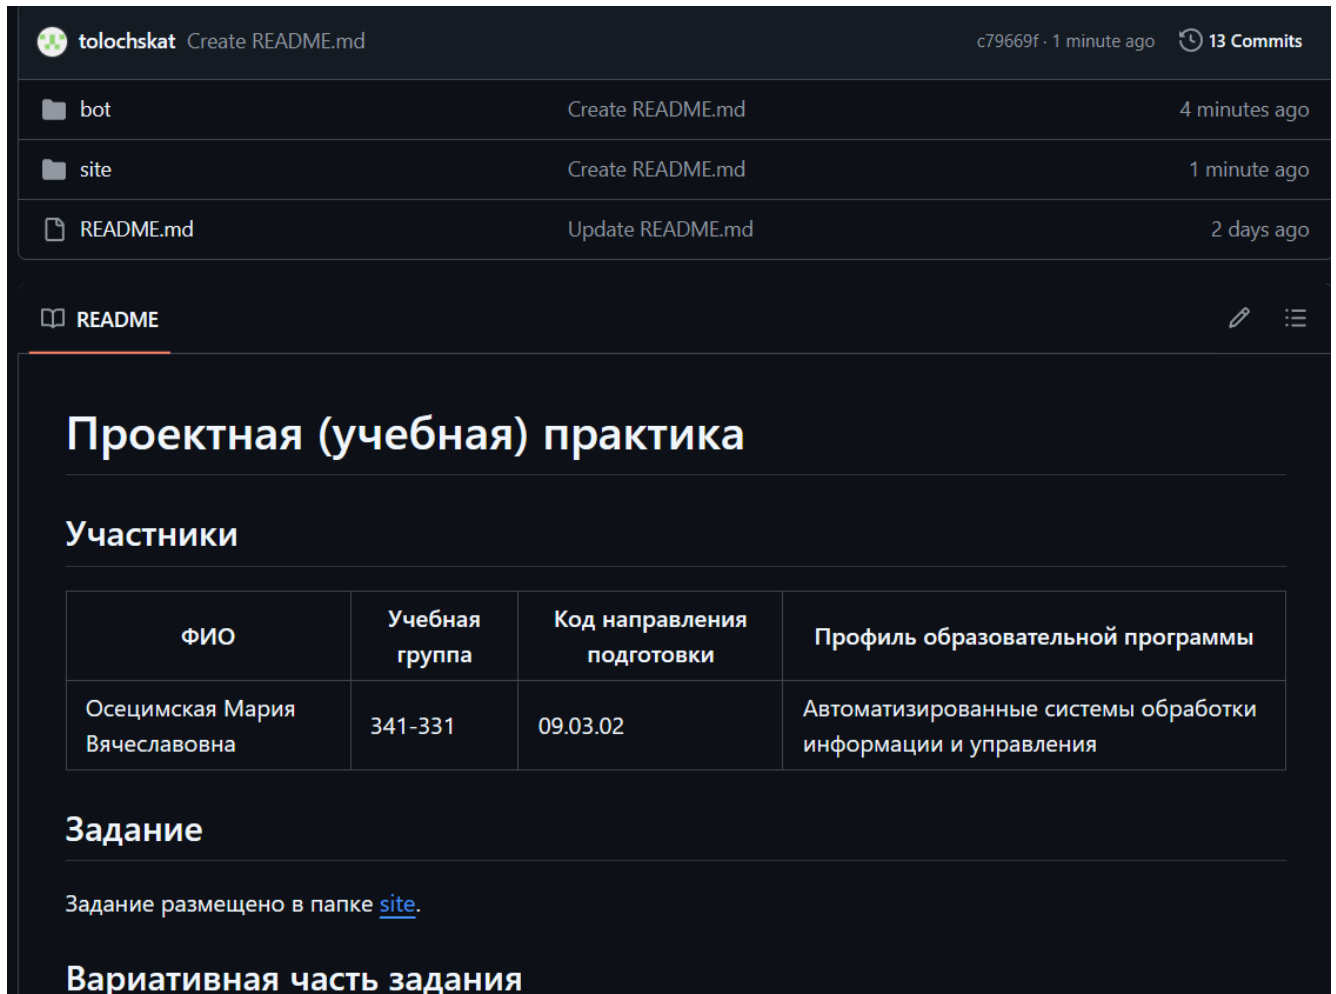 tolochskat Create README.md c79669f · 1 minute ago 13 Commits
bot Create README.md 4 minutes ago
site Create README.md 1 minute ago
README.md Update README.md 2 days ago
README
Проектная (учебная) практика
Участники
ФИО
Учебная
группа
Код направления
подготовки
Профиль образовательной программы
Осецимская Мария
Вячеславовна
341-331
09.03.02
Автоматизированные системы обработки
информации и управления
Задание
Задание размещено в папке site.
Вариативная часть задания